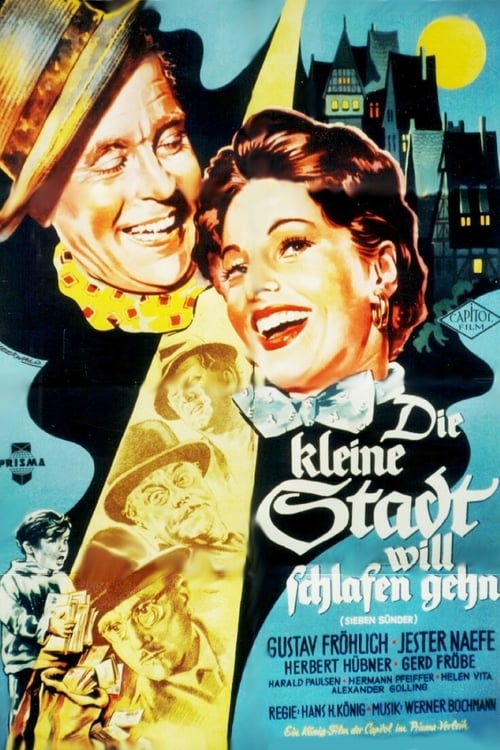 CAPITOL
FILM
PRISMA
Die
kleine
Stadt
will
schlafen gehn
(SIEBEN SÜNDER)
GUSTAV FRÖHLICH · JESTER NAEFE
HERBERT HÜBNER · GERD FRÖBE
HARALD PAULSEN · HERMANN PFEIFFER · HELEN VITA
ALEXANDER GOLLING
REGIE: HANS H. KÖNIG · MUSIK: WERNER BOCHMANN
Ein König-Film der Capitol im Prisma-Verleih